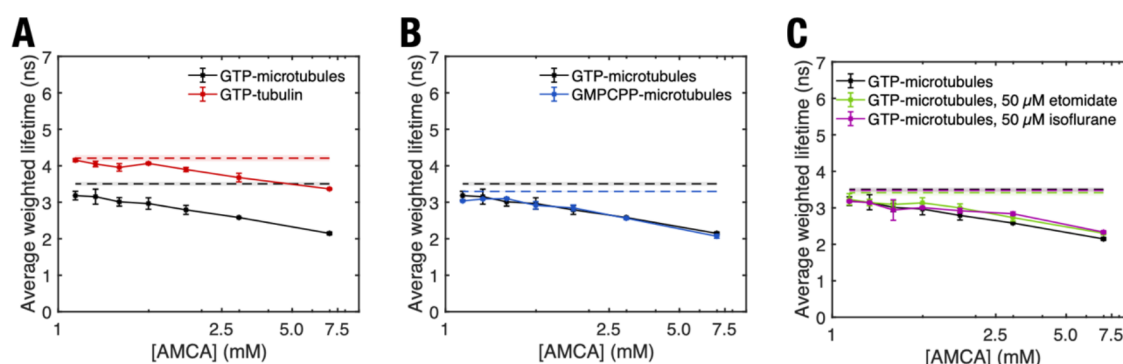 A
Average weighted lifetime (ns)
7
6
5
4
3
2
1
0
GTP-microtubules
GTP-tubulin
1
2.5
5.0
7.5
[AMCA] (mM)
B
Average weighted lifetime (ns)
7
6
5
4
3
2
1
0
GTP-microtubules
GMPCPP-microtubules
1
2.5
5.0
7.5
[AMCA] (mM)
C
Average weighted lifetime (ns)
7
6
5
4
3
2
1
0
GTP-microtubules
GTP-microtubules, 50 µM etomidate
GTP-microtubules, 50 µM isoflurane
1
2.5
5.0
7.5
[AMCA] (mM)